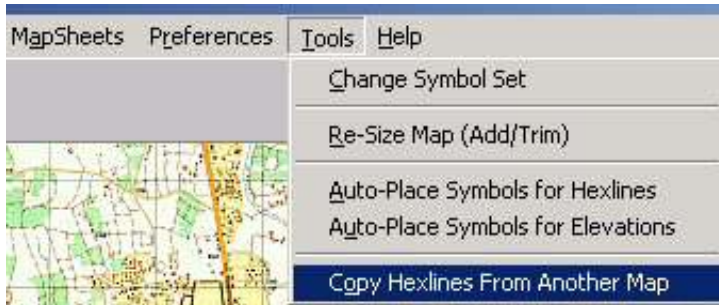 MapSheets Preferences Tools Help
Change Symbol Set
Re-Size Map (Add/Trim)
Auto-Place Symbols for Hexlines
Auto-Place Symbols for Elevations
Copy Hexlines From Another Map